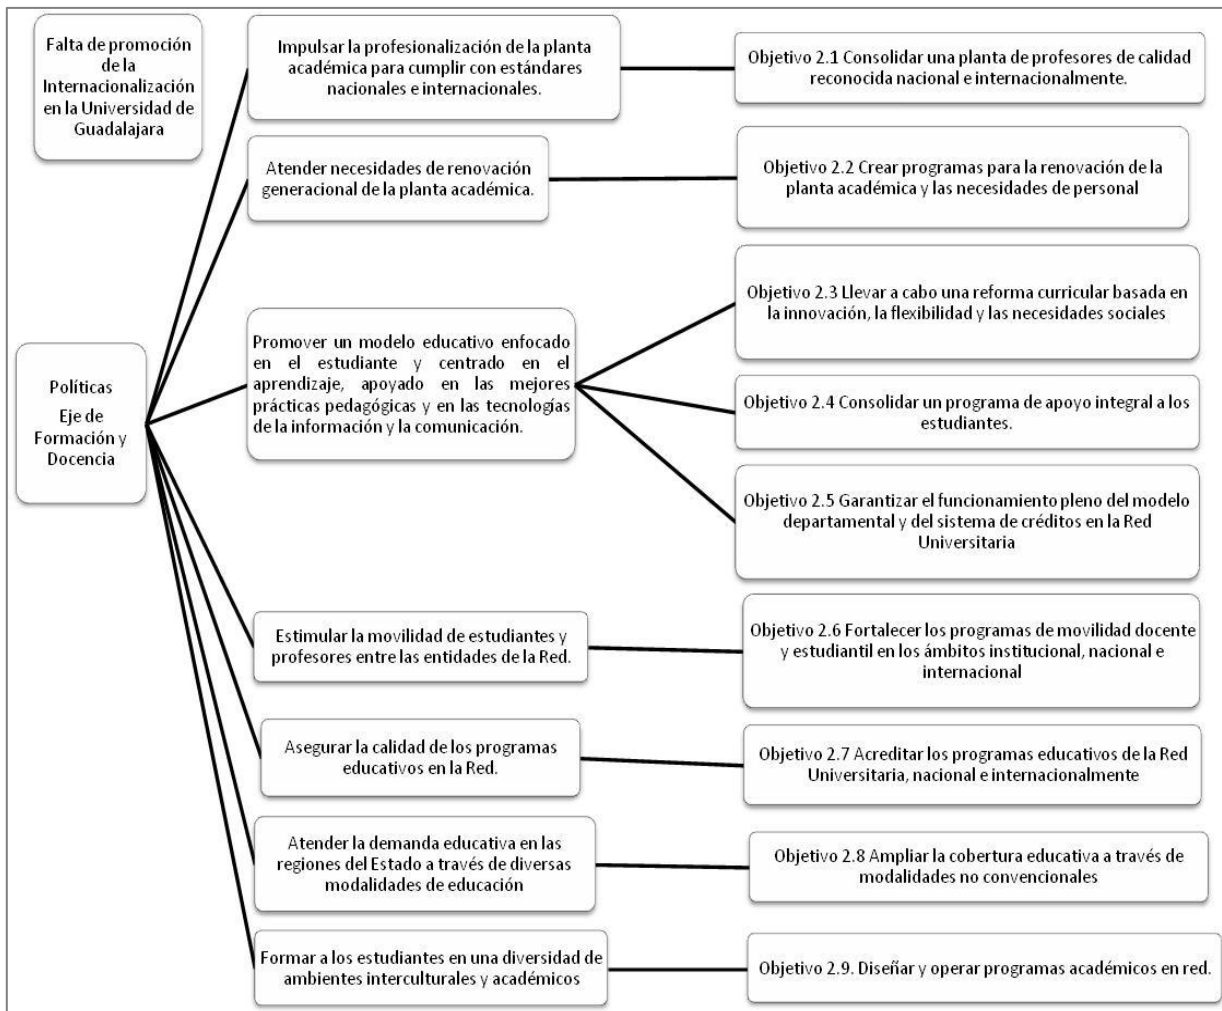 Falta de promoción
de la
Internacionalización
en la Universidad de
Guadalajara
Impulsar la profesionalización de la planta
académica para cumplir con estándares
nacionales e internacionales.
Objetivo 2.1 Consolidar una planta de profesores de calidad
reconocida nacional e internacionalmente.
Atender necesidades de renovación
generacional de la planta académica.
Objetivo 2.2 Crear programas para la renovación de la
planta académica y las necesidades de personal
Políticas
Eje de
Formación y
Docencia
Promover un modelo educativo enfocado
en el estudiante y centrado en el
aprendizaje, apoyado en las mejores
prácticas pedagógicas y en las tecnologías
de la información y la comunicación.
Objetivo 2.3 Llevar a cabo una reforma curricular basada en
la innovación, la flexibilidad y las necesidades sociales
Objetivo 2.4 Consolidar un programa de apoyo integral a los
estudiantes.
Objetivo 2.5 Garantizar el funcionamiento pleno del modelo
departamental y del sistema de créditos en la Red
Universitaria
Estimular la movilidad de estudiantes y
profesores entre las entidades de la Red.
Objetivo 2.6 Fortalecer los programas de movilidad docente
y estudiantil en los ámbitos institucional, nacional e
internacional
Asegurar la calidad de los programas
educativos en la Red.
Objetivo 2.7 Acreditar los programas educativos de la Red
Universitaria, nacional e internacionalmente
Atender la demanda educativa en las
regiones del Estado a través de diversas
modalidades de educación
Objetivo 2.8 Ampliar la cobertura educativa a través de
modalidades no convencionales
Formar a los estudiantes en una diversidad de
ambientes interculturales y académicos
Objetivo 2.9. Diseñar y operar programas académicos en red.